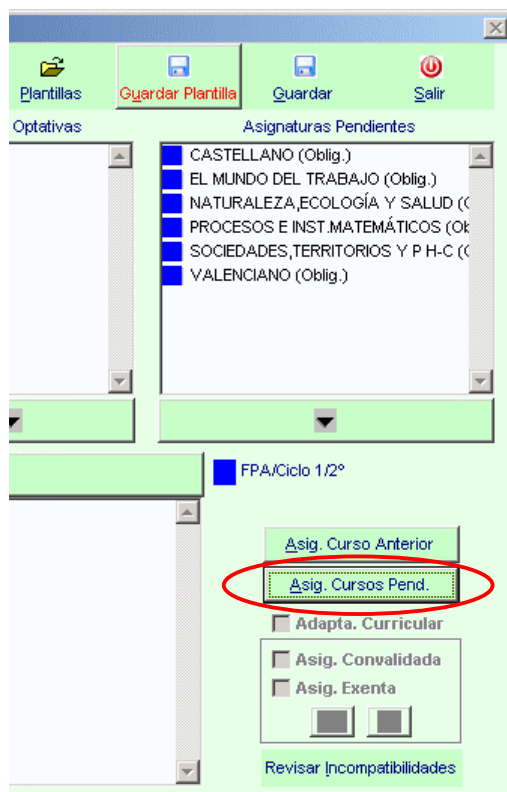 Plantillas Guardar Plantilla Guardar Salir
Optativas Asignaturas Pendientes
CASTELLANO (Oblig.)
EL MUNDO DEL TRABAJO (Oblig.)
NATURALEZA,ECOLOGÍA Y SALUD (
PROCESOS E INST.MATEMÁTICOS (Ob
SOCIEDADES,TERRITORIOS Y P H-C (
VALENCIANO (Oblig.)
FPA/Ciclo 1/2º
Asig. Curso Anterior
Asig. Cursos Pend.
Adapta. Curricular
Asig. Convalidada
Asig. Exenta
Revisar Incompatibilidades